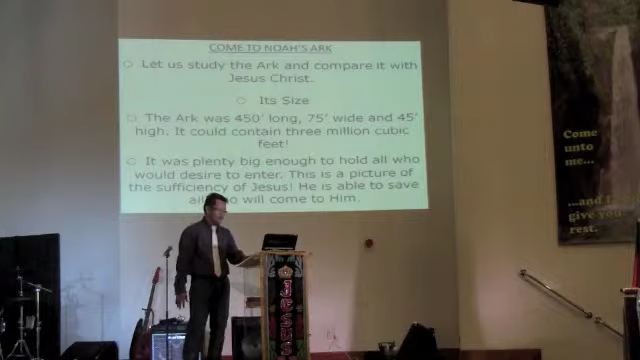 COME TO NOAH'S ARK
Let us study the Ark and compare it with
Jesus Christ.
Its Size
The Ark was 450' long, 75' wide and 45'
high. It could contain three million cubic
feet!
It was plenty big enough to hold all who
would desire to enter. This is a picture of
the sufficiency of Jesus! He is able to save
will come to Him.
Come
unto
me...
...and I
give you
rest.
JESUS